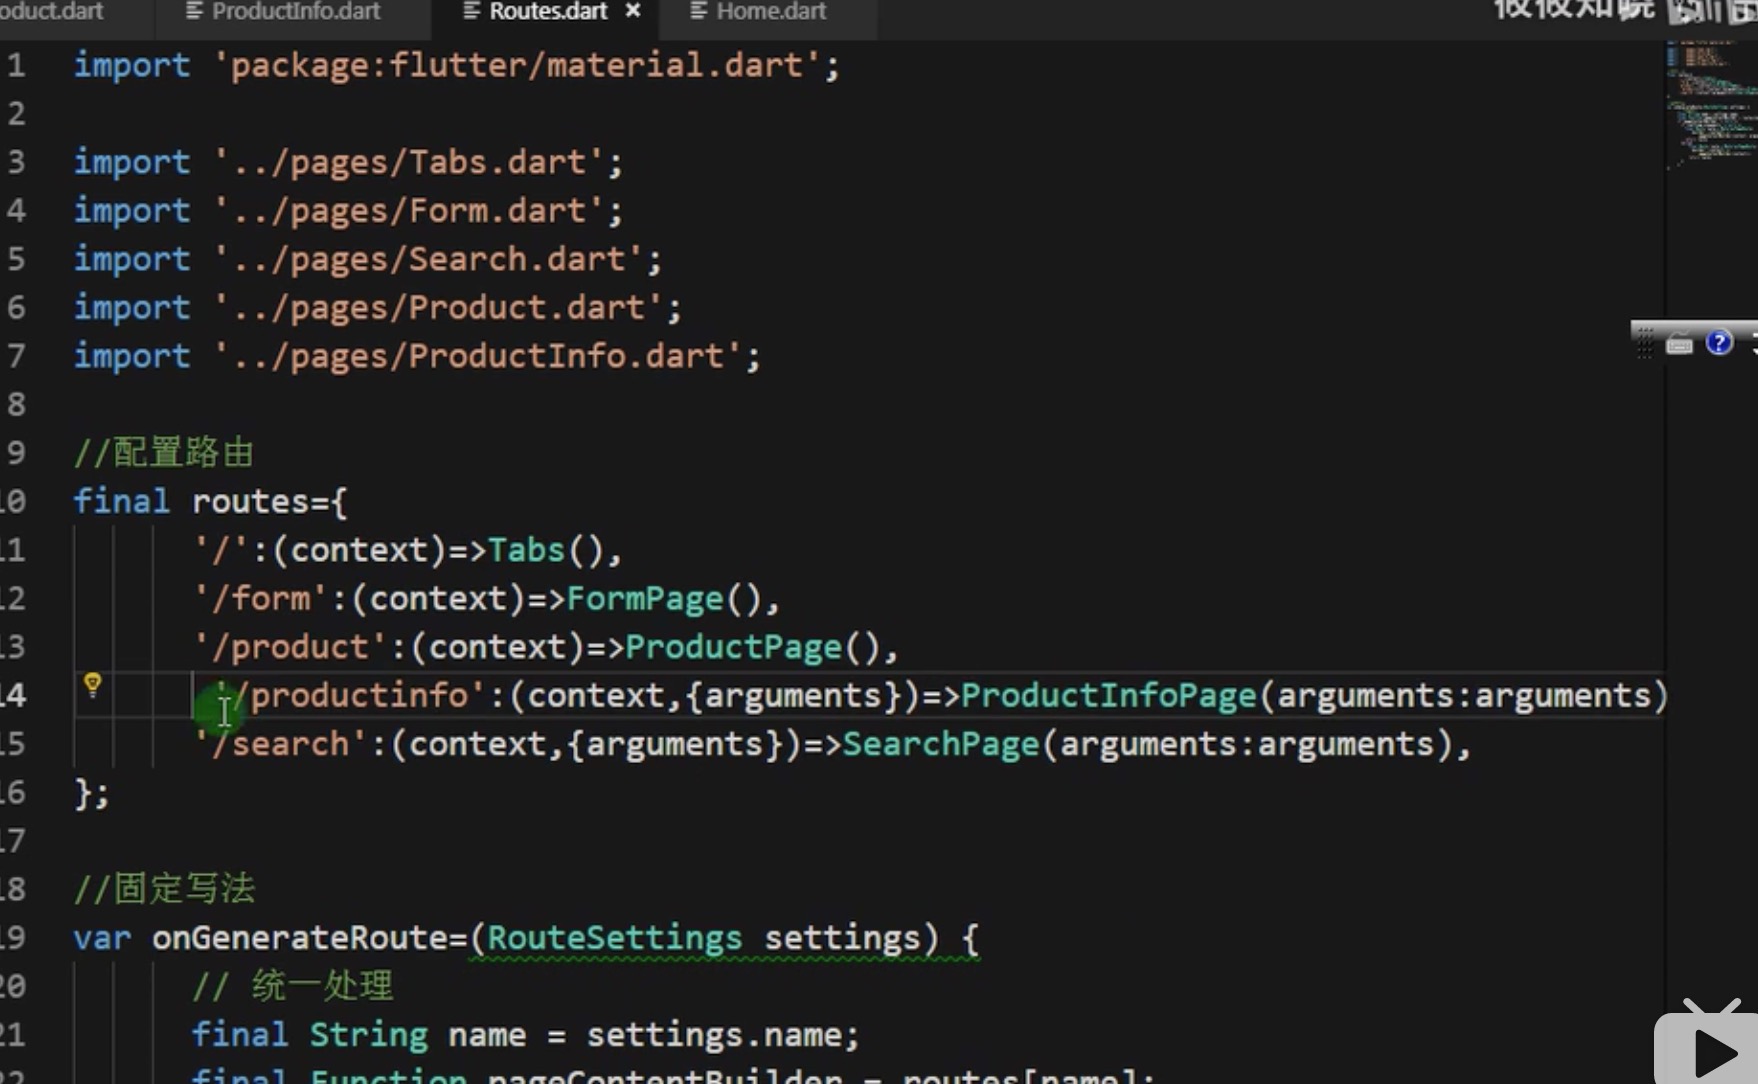 oduct.dart
ProductInfo.dart
Routes.dart ×
Home.dart
1 import 'package:flutter/material.dart';
2
3 import '../pages/Tabs.dart';
4 import '../pages/Form.dart';
5 import '../pages/Search.dart';
6 import '../pages/Product.dart';
7 import '../pages/ProductInfo.dart';
8
9 //配置路由
10 final routes={
11 '/':(context)=>Tabs(),
12 '/form':(context)=>FormPage(),
13 '/product':(context)=>ProductPage(),
14 '/productinfo':(context,{arguments})=>ProductInfoPage(arguments:arguments)
15 '/search':(context,{arguments})=>SearchPage(arguments:arguments),
16 };
17
18 //固定写法
19 var onGenerateRoute=(RouteSettings settings) {
20 // 统一处理
21 final String name = settings.name;
22 final Function pageContentBuilder = routes[name];